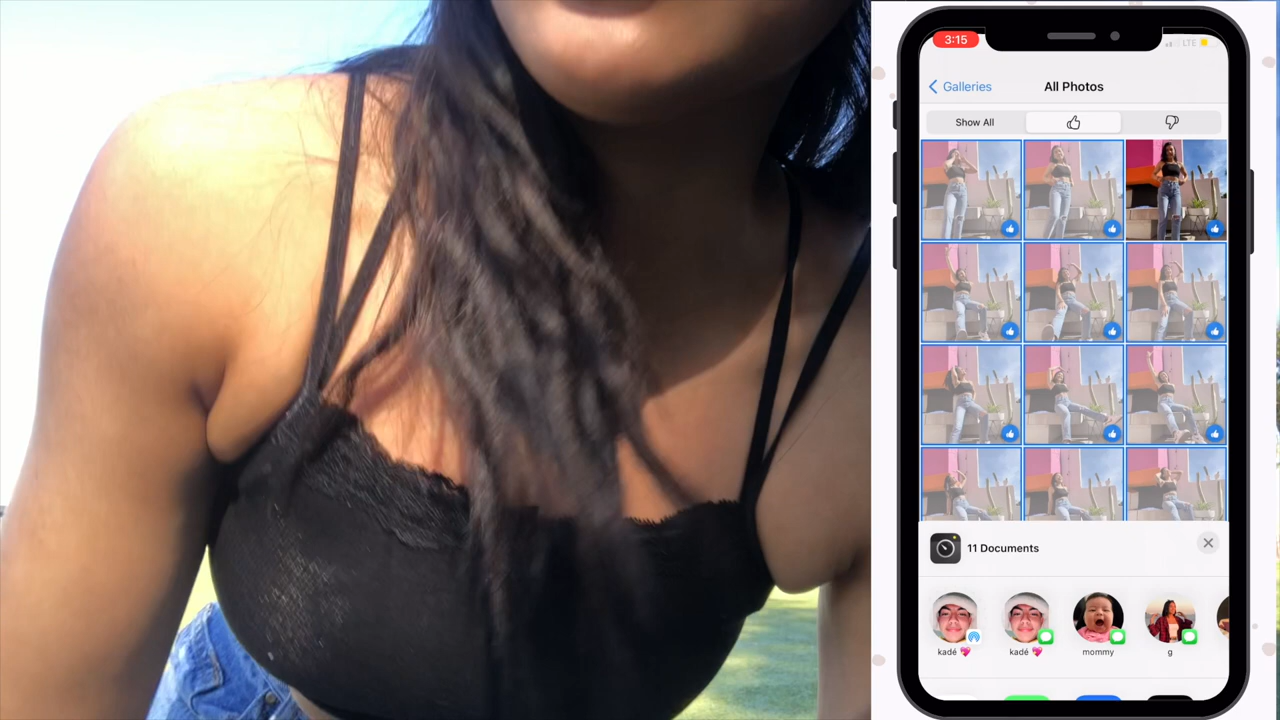 3:15
LTE
Galleries
All Photos
Show All
11 Documents
kadé 💖
kadé 💖
mommy
g